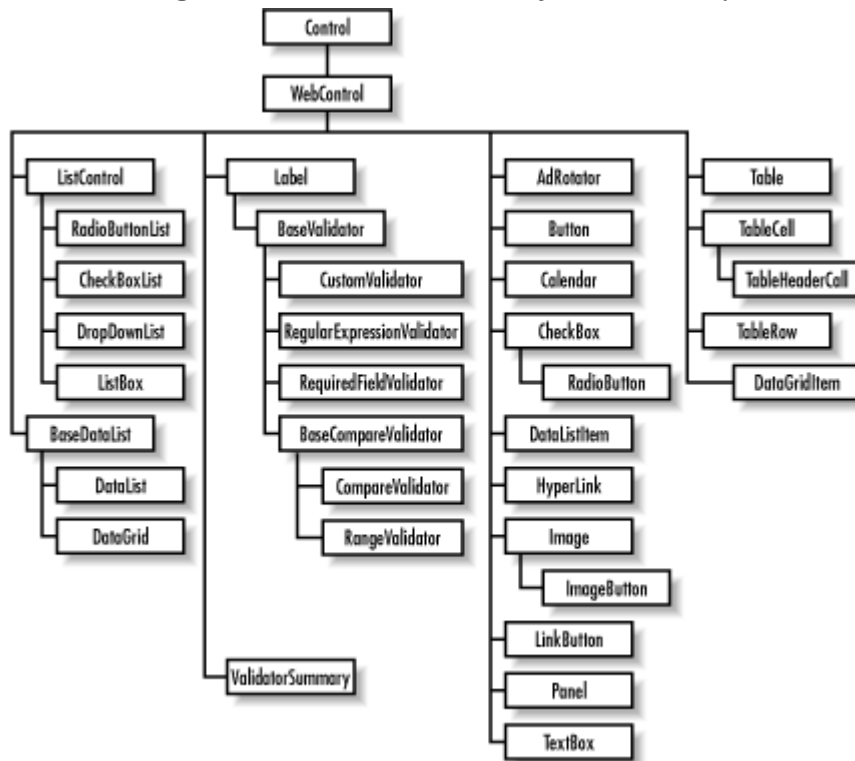 Control
WebControl
ListControl
RadioButtonList
CheckBoxList
DropDownList
ListBox
BaseDataList
DataList
DataGrid
Label
BaseValidator
CustomValidator
RegularExpressionValidator
RequiredFieldValidator
BaseCompareValidator
CompareValidator
RangeValidator
ValidatorSummary
AdRotator
Button
Calendar
CheckBox
RadioButton
DataListItem
HyperLink
Image
ImageButton
LinkButton
Panel
TextBox
Table
TableCell
TableHeaderCall
TableRow
DataGridItem